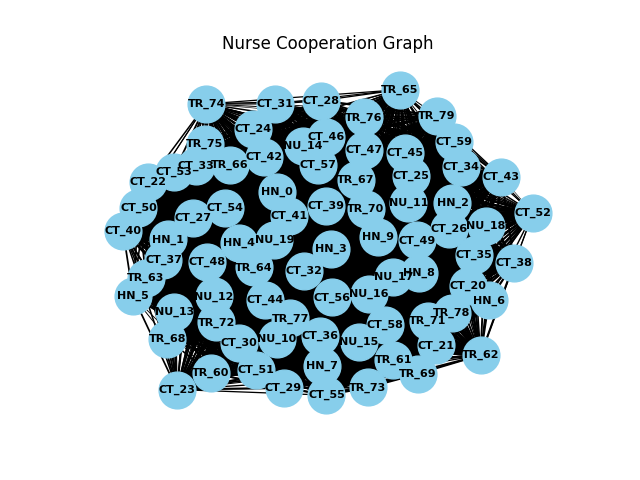 Nurse Cooperation Graph
TR_65
TR_74
CT_31
CT_28
TR_76
TR_79
CT_24
CT_46
TR_75
NU_14
CT_47
CT_45
CT_59
CT_42
CT_33
TR_66
CT_57
CT_34
CT_53
CT_25
CT_43
CT_22
TR_67
HN_0
CT_50
CT_54
CT_39
TR_70
NU_11
HN_2
CT_52
CT_27
CT_41
CT_40
CT_26
NU_18
HN_1
HN_4
NU_19
HN_9
CT_49
HN_3
CT_37
CT_48
CT_35
CT_38
TR_64
CT_32
TR_63
NU_17
HN_8
CT_20
HN_5
NU_12
CT_44
CT_56
NU_16
HN_6
NU_13
TR_72
TR_77
CT_58
TR_71
TR_78
TR_68
CT_30
NU_10
CT_36
NU_15
CT_21
TR_62
TR_61
HN_7
CT_51
TR_60
TR_69
CT_23
CT_29
CT_55
TR_73